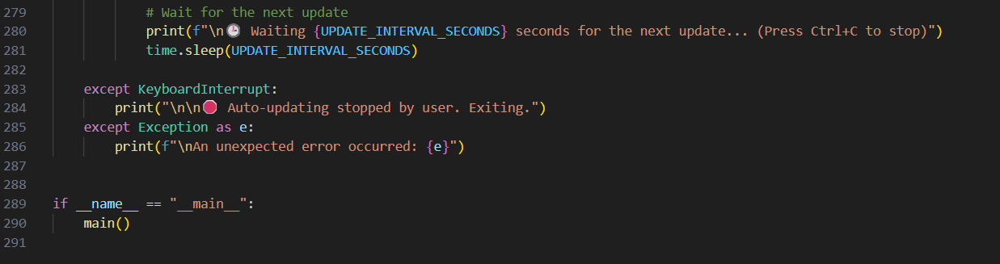 279 # Wait for the next update
280 print(f"\n🕒 Waiting {UPDATE_INTERVAL_SECONDS} seconds for the next update... (Press Ctrl+C to stop)")
281 time.sleep(UPDATE_INTERVAL_SECONDS)
282
283 except KeyboardInterrupt:
284 print("\n\n🛑 Auto-updating stopped by user. Exiting.")
285 except Exception as e:
286 print(f"\nAn unexpected error occurred: {e}")
287
288
289 if __name__ == "__main__":
290 main()
291